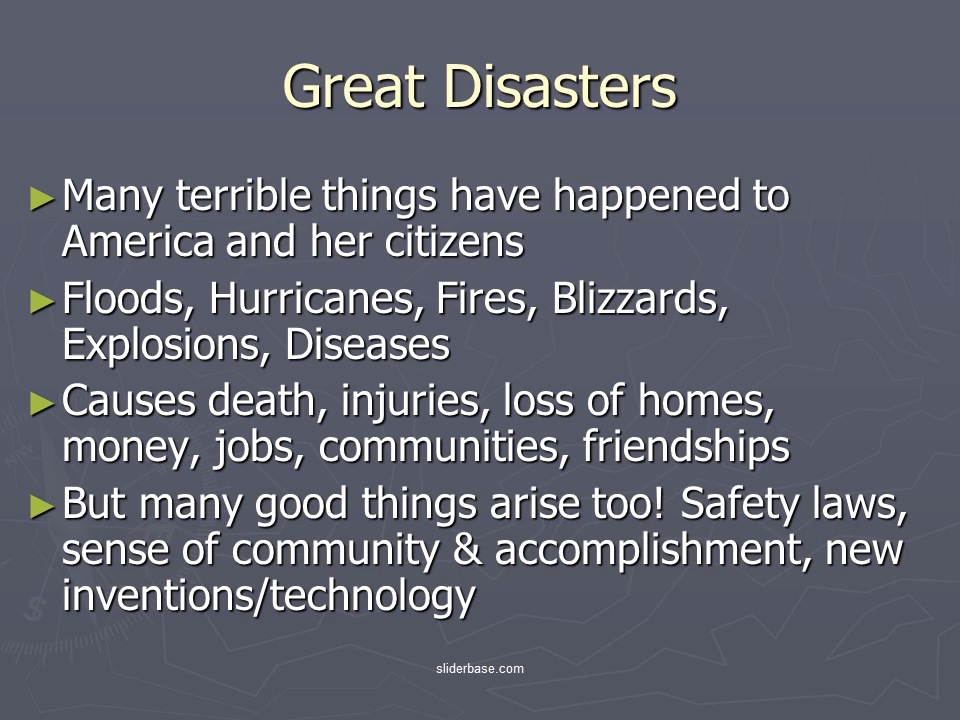 Great Disasters
► Many terrible things have happened to
America and her citizens
► Floods, Hurricanes, Fires, Blizzards,
Explosions, Diseases
► Causes death, injuries, loss of homes,
money, jobs, communities, friendships
► But many good things arise too! Safety laws,
sense of community & accomplishment, new
inventions/technology
sliderbase.com